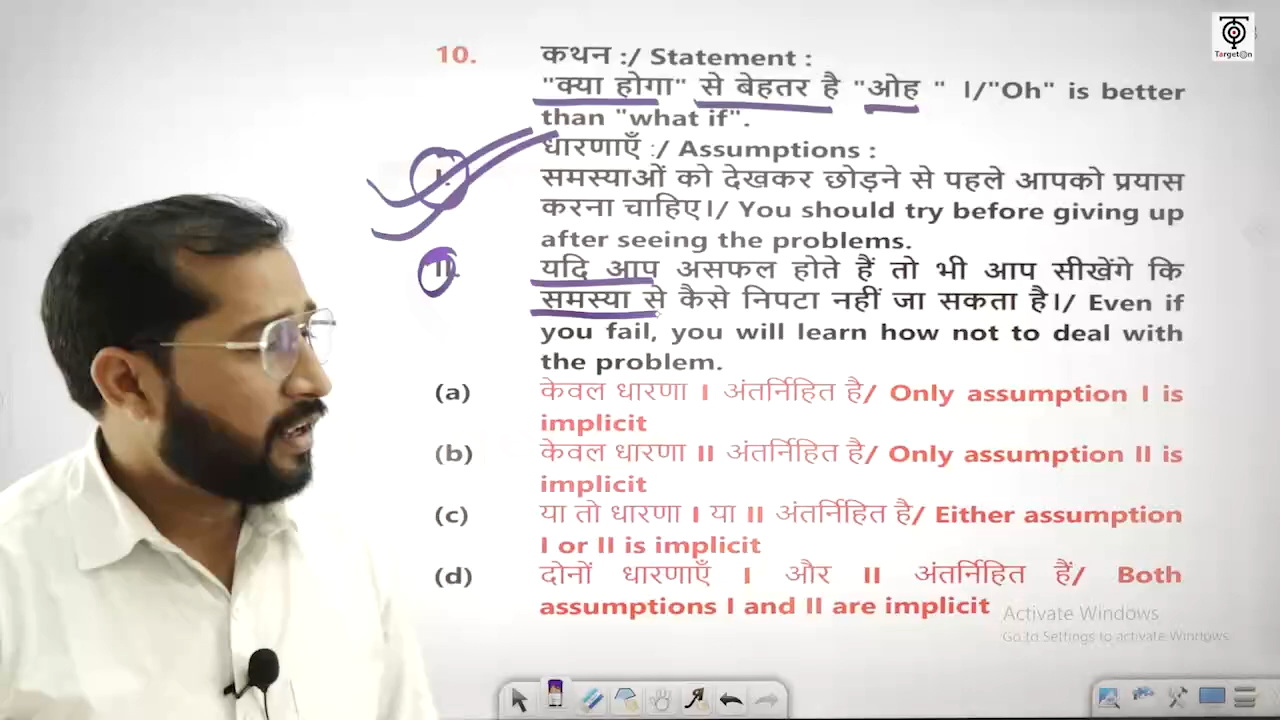 Target@n
10. कथन :/ Statement :
"क्या होगा" से बेहतर है "ओह " ।/"Oh" is better
than "what if".
धारणाएँ :/ Assumptions :
I. समस्याओं को देखकर छोड़ने से पहले आपको प्रयास
करना चाहिए।/ You should try before giving up
after seeing the problems.
II. यदि आप असफल होते हैं तो भी आप सीखेंगे कि
समस्या से कैसे निपटा नहीं जा सकता है।/ Even if
you fail, you will learn how not to deal with
the problem.
(a) केवल धारणा I अंतर्निहित है/ Only assumption I is
implicit
(b) केवल धारणा II अंतर्निहित है/ Only assumption II is
implicit
(c) या तो धारणा I या II अंतर्निहित है/ Either assumption
I or II is implicit
(d) दोनों धारणाएँ I और II अंतर्निहित हैं/ Both
assumptions I and II are implicit
Activate Windows
Go to Settings to activate Windows.